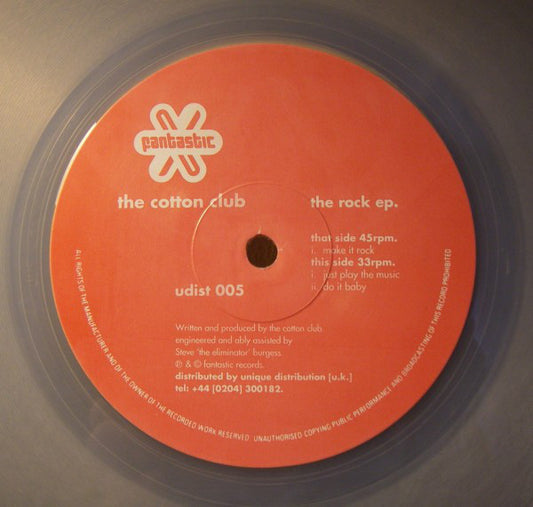 fantastic
the cotton club
the rock ep.
that side 45rpm.
i. make it rock
this side 33rpm.
i. just play the music
ii. do it baby
udist 005
Written and produced by the cotton club
engineered and ably assisted by
Steve 'the eliminator' burgess
℗ & © fantastic records.
distributed by unique distribution [u.k.]
tel: +44 [0204] 300182.
ALL RIGHTS OF THE MANUFACTURER AND OF THE OWNER OF THE RECORDED WORK RESERVED. UNAUTHORISED COPYING PUBLIC PERFORMANCE AND BROADCASTING OF THIS RECORD PROHIBITED